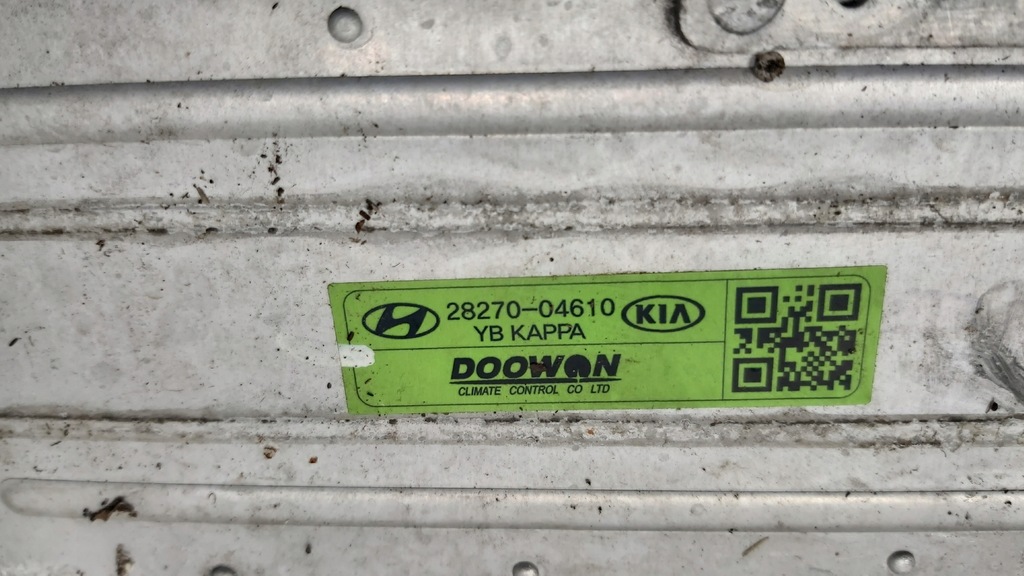 28270-04610 KIA
YB KAPPA
DOOWON
CLIMATE CONTROL CO LTD